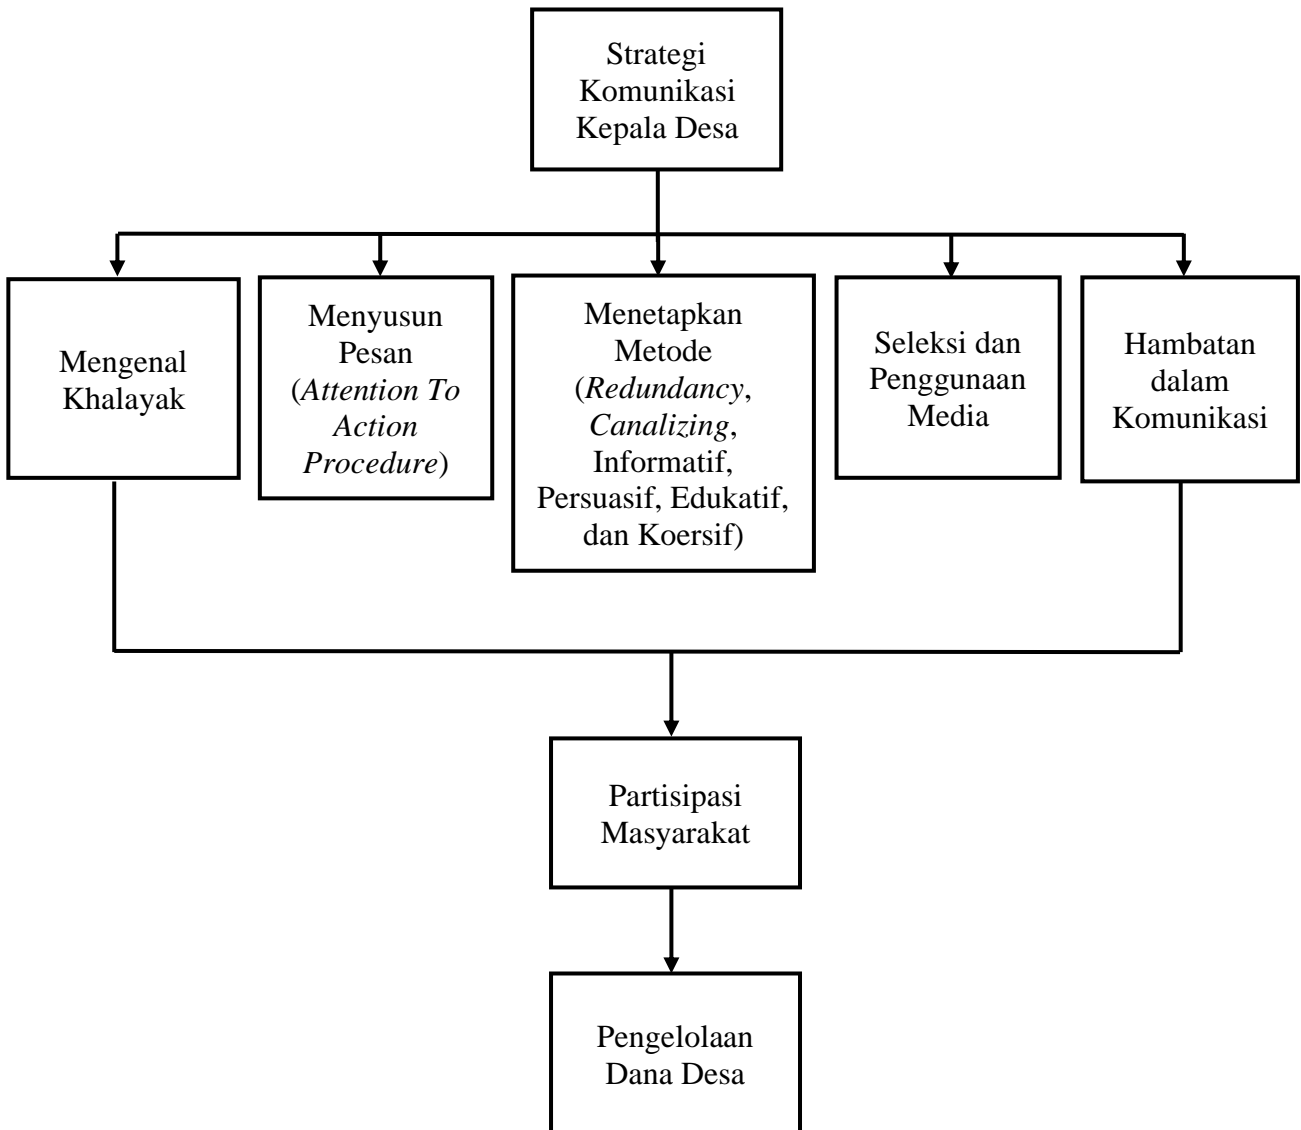 Strategi
Komunikasi
Kepala Desa
Mengenal
Khalayak
Menyusun
Pesan
(Attention To
Action
Procedure)
Menetapkan
Metode
(Redundancy,
Canalizing,
Informatif,
Persuasif, Edukatif,
dan Koersif)
Seleksi dan
Penggunaan
Media
Hambatan
dalam
Komunikasi
Partisipasi
Masyarakat
Pengelolaan
Dana Desa